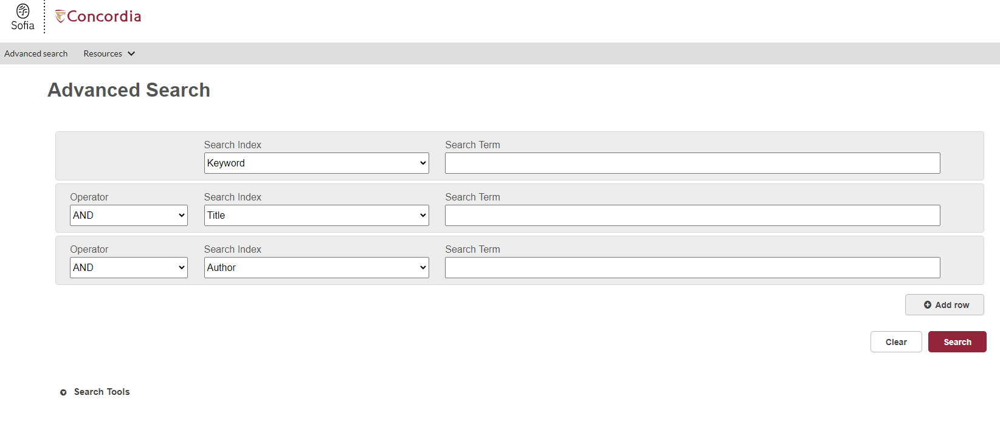 Sofia
Concordia
Advanced search Resources
Advanced Search
Search Index Search Term
Keyword
Operator Search Index Search Term
AND Title
Operator Search Index Search Term
AND Author
Add row
Clear Search
Search Tools